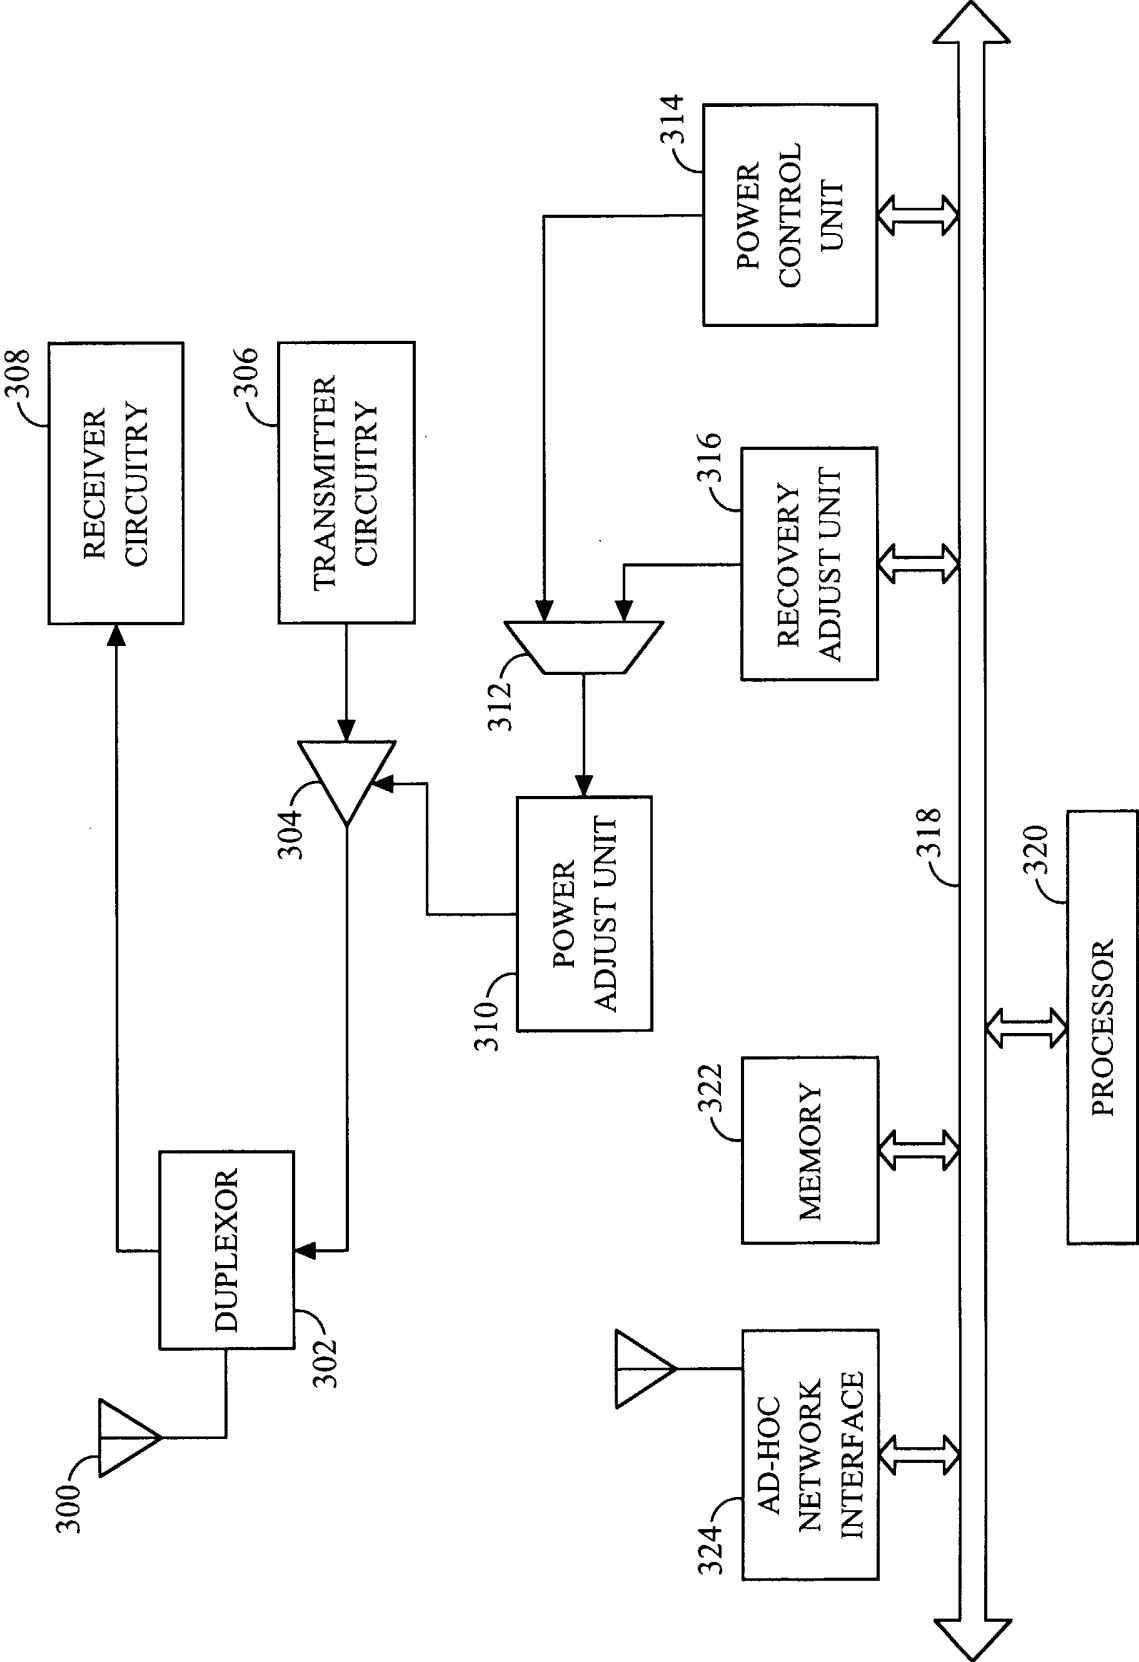 300
DUPLEXOR
302
RECEIVER
CIRCUITRY
308
304
TRANSMITTER
CIRCUITRY
306
POWER
ADJUST UNIT
310
312
AD-HOC
NETWORK
INTERFACE
324
MEMORY
322
RECOVERY
ADJUST UNIT
316
POWER
CONTROL
UNIT
314
318
PROCESSOR
320